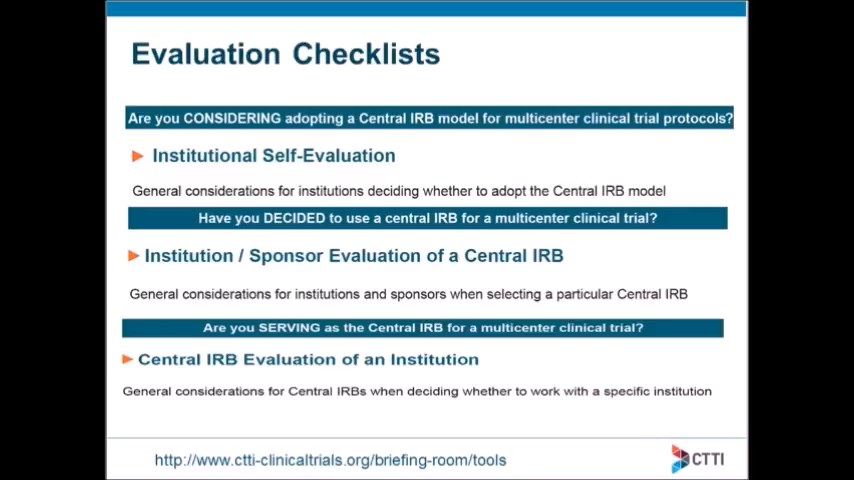 Evaluation Checklists
Are you CONSIDERING adopting a Central IRB model for multicenter clinical trial protocols?
Institutional Self-Evaluation
General considerations for institutions deciding whether to adopt the Central IRB model
Have you DECIDED to use a central IRB for a multicenter clinical trial?
Institution / Sponsor Evaluation of a Central IRB
General considerations for institutions and sponsors when selecting a particular Central IRB
Are you SERVING as the Central IRB for a multicenter clinical trial?
Central IRB Evaluation of an Institution
General considerations for Central IRBs when deciding whether to work with a specific institution
http://www.ctti-clinicaltrials.org/briefing-room/tools
CTTI